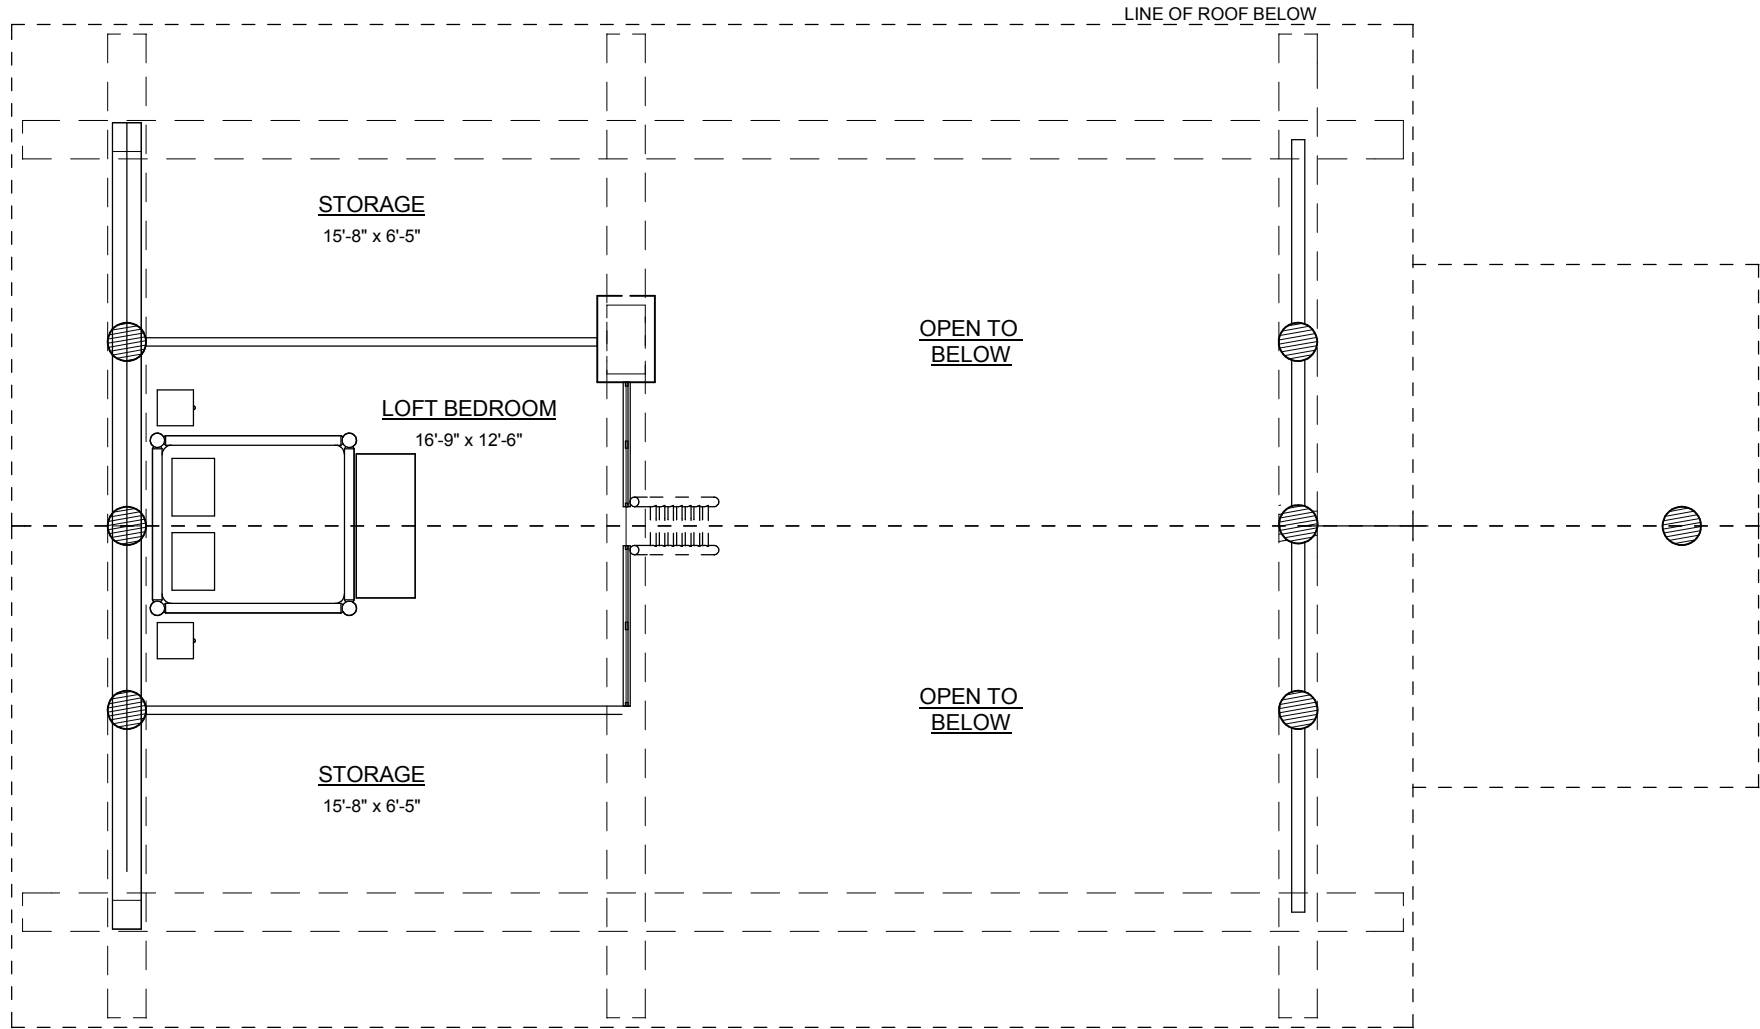 LINE OF ROOF BELOW
STORAGE
15'-8" x 6'-5"
OPEN TO
BELOW
LOFT BEDROOM
16'-9" x 12'-6"
OPEN TO
BELOW
STORAGE
15'-8" x 6'-5"